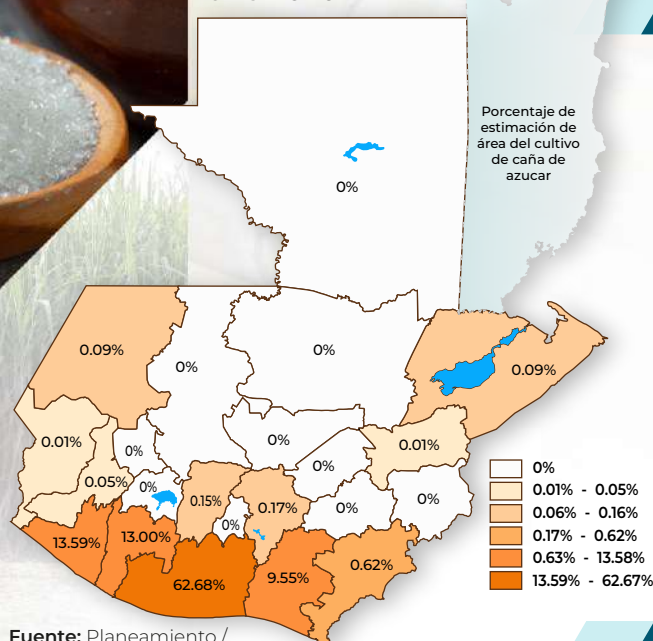 Porcentaje de
estimación de
área del cultivo
de caña de
azucar
0%
0.09%
0%
0%
0.09%
0.01%
0%
0%
0.01%
0%
0.05%
0%
0.15%
0.17%
0%
0%
0%
13.59%
13.00%
62.68%
9.55%
0.62%
0%
0.01% - 0.05%
0.06% - 0.16%
0.17% - 0.62%
0.63% - 13.58%
13.59% - 62.67%
Fuente: Planeamiento /